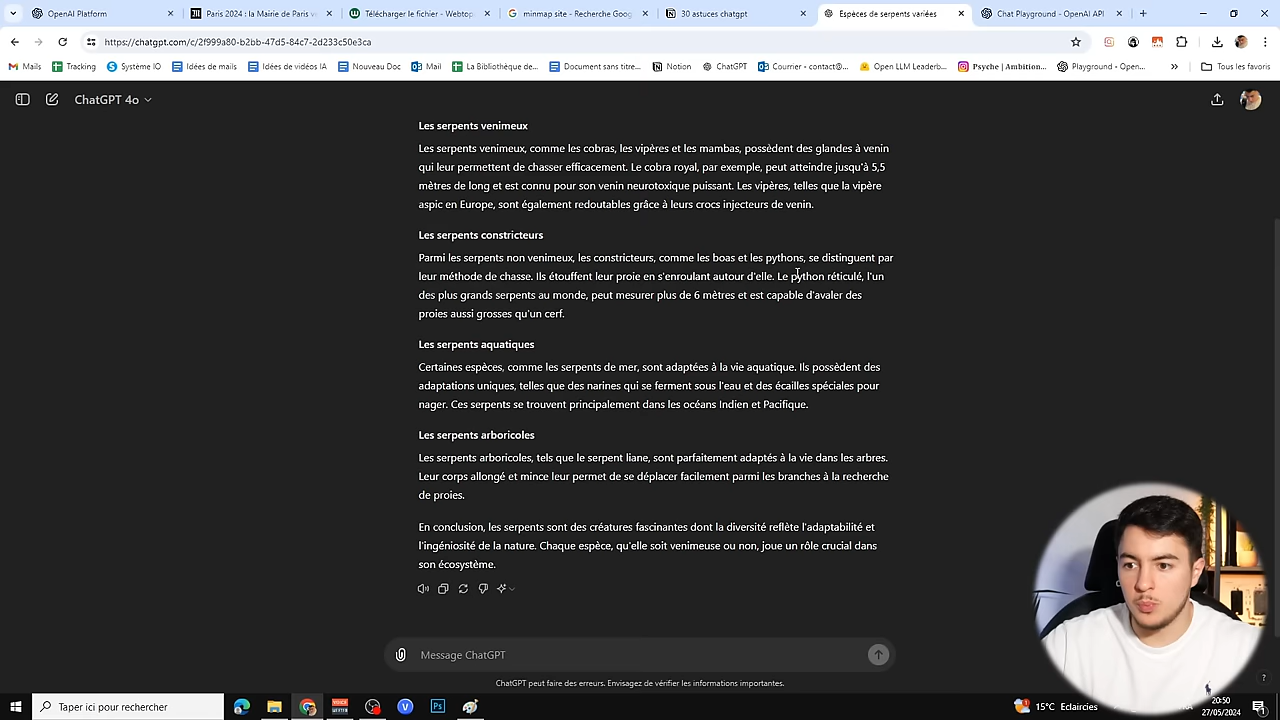 OpenAI Platform
Paris 2024 : la Mairie de Paris v
Télécharger le fichier - Webtop
minmap site - Recherche Goog
30 astuces chatgpt
Espèces de serpents variées
Chat Playground - OpenAI API
https://chatgpt.com/c/2f999a80-b2bb-47d5-84c7-2d233c50e3ca
Mails
Tracking
Système IO
Idées de mails
Idées de vidéos IA
Nouveau Doc
Mail
La Bibliothèque de...
Document sans titre...
Notion
ChatGPT
Courrier - contact@...
Open LLM Leaderb...
Psyche | Ambition...
Playground - Open...
Tous les favoris
ChatGPT 4o
Les serpents venimeux
Les serpents venimeux, comme les cobras, les vipères et les mambas, possèdent des glandes à venin
qui leur permettent de chasser efficacement. Le cobra royal, par exemple, peut atteindre jusqu'à 5,5
mètres de long et est connu pour son venin neurotoxique puissant. Les vipères, telles que la vipère
aspic en Europe, sont également redoutables grâce à leurs crocs injecteurs de venin.
Les serpents constricteurs
Parmi les serpents non venimeux, les constricteurs, comme les boas et les pythons, se distinguent par
leur méthode de chasse. Ils étouffent leur proie en s'enroulant autour d'elle. Le python réticulé, l'un
des plus grands serpents au monde, peut mesurer plus de 6 mètres et est capable d'avaler des
proies aussi grosses qu'un cerf.
Les serpents aquatiques
Certaines espèces, comme les serpents de mer, sont adaptées à la vie aquatique. Ils possèdent des
adaptations uniques, telles que des narines qui se ferment sous l'eau et des écailles spéciales pour
nager. Ces serpents se trouvent principalement dans les océans Indien et Pacifique.
Les serpents arboricoles
Les serpents arboricoles, tels que le serpent liane, sont parfaitement adaptés à la vie dans les arbres.
Leur corps allongé et mince leur permet de se déplacer facilement parmi les branches à la recherche
de proies.
En conclusion, les serpents sont des créatures fascinantes dont la diversité reflète l'adaptabilité et
l'ingéniosité de la nature. Chaque espèce, qu'elle soit venimeuse ou non, joue un rôle crucial dans
son écosystème.
Message ChatGPT
ChatGPT peut faire des erreurs. Envisagez de vérifier les informations importantes.
Taper ici pour rechercher
15°C Eclaircies
20:50
27/05/2024